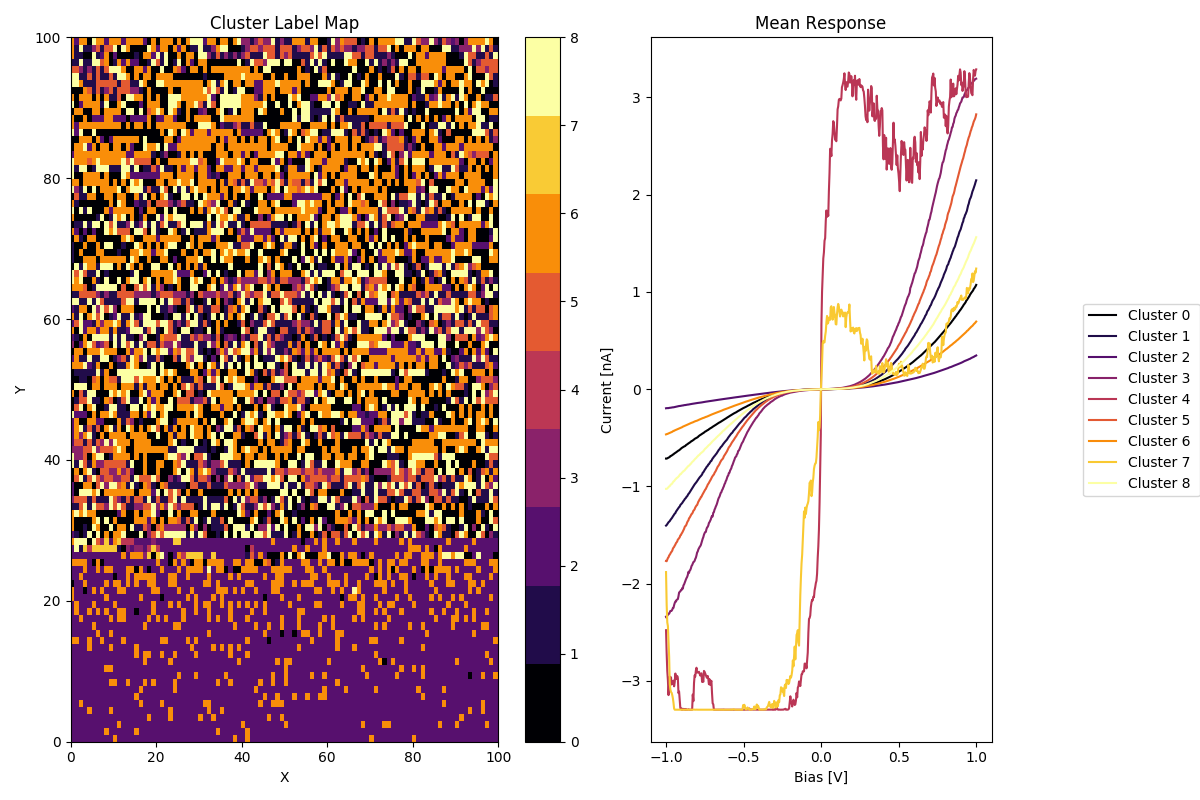 Cluster Label Map
100
80
60
40
20
0
Y
0
20
40
60
80
100
X
8
7
6
5
4
3
2
1
0
Mean Response
3
2
1
0
−1
−2
−3
Current [nA]
−1.0
−0.5
0.0
0.5
1.0
Bias [V]
Cluster 0
Cluster 1
Cluster 2
Cluster 3
Cluster 4
Cluster 5
Cluster 6
Cluster 7
Cluster 8